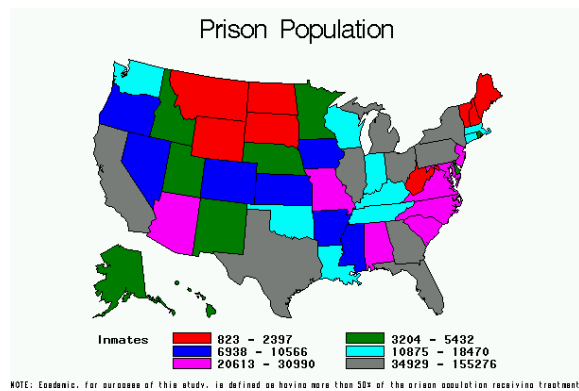 Prison Population
Inmates
823 - 2397
3204 - 5432
6938 - 10566
10875 - 18470
20613 - 30990
34929 - 155276
NOTE: Epedemic, for purposes of this study, is defined as having more than 50% of the prison population receiving treatment